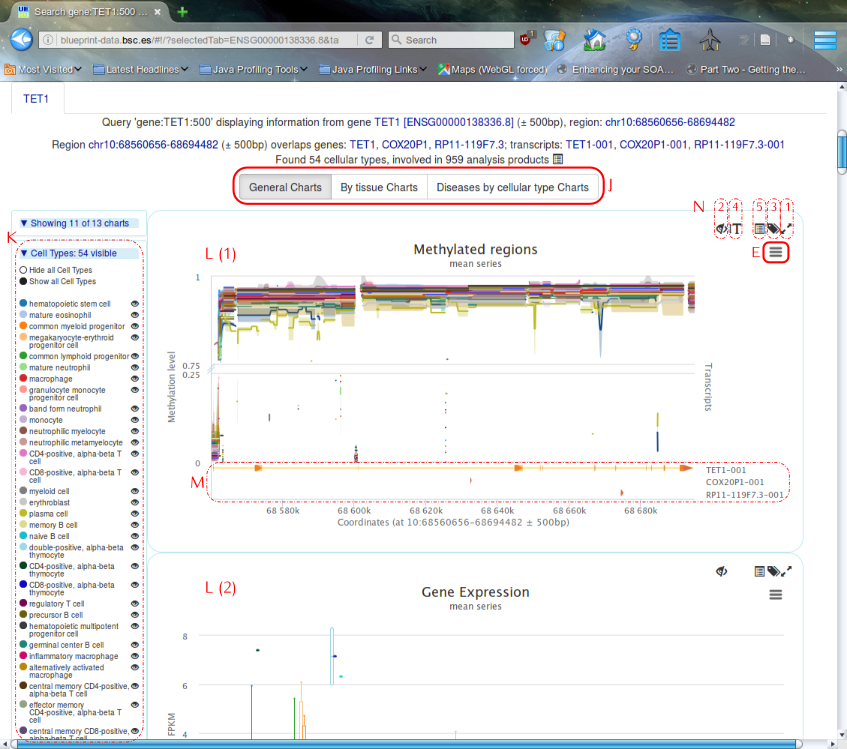 Search gene:TET1:500 ...
blueprint-data.bsc.es/#!/?selectedTab=ENSG00000138336.8&ta
Search
Most Visited
Latest Headlines
Java Profiling Tools
Java Profiling Links
Maps (WebGL forced)
Enhancing your SOA...
Part Two - Getting the...
TET1
Query 'gene:TET1:500' displaying information from gene TET1 [ENSG00000138336.8] (± 500bp), region: chr10:68560656-68694482
Region chr10:68560656-68694482 (± 500bp) overlaps genes: TET1, COX20P1, RP11-119F7.3; transcripts: TET1-001, COX20P1-001, RP11-119F7.3-001
Found 54 cellular types, involved in 959 analysis products
General Charts
By tissue Charts
Diseases by cellular type Charts
J
N 2 4 5 3 1
E
K
▼ Showing 11 of 13 charts
▼ Cell Types: 54 visible
Hide all Cell Types
Show all Cell Types
hematopoietic stem cell
mature eosinophil
common myeloid progenitor
megakaryocyte-erythroid
progenitor cell
common lymphoid progenitor
mature neutrophil
macrophage
granulocyte monocyte
progenitor cell
band form neutrophil
monocyte
neutrophilic myelocyte
neutrophilic metamyelocyte
CD4-positive, alpha-beta T
cell
CD8-positive, alpha-beta T
cell
myeloid cell
erythroblast
plasma cell
memory B cell
naive B cell
double-positive, alpha-beta
thymocyte
CD4-positive, alpha-beta
thymocyte
CD8-positive, alpha-beta
thymocyte
regulatory T cell
precursor B cell
hematopoietic multipotent
progenitor cell
germinal center B cell
inflammatory macrophage
alternatively activated
macrophage
central memory CD4-positive,
alpha-beta T cell
effector memory
CD4-positive, alpha-beta T
cell
central memory CD8-positive,
alpha-beta T cell
L (1)
Methylated regions
mean series
1
0.75
0.25
0
Methylation level
Transcripts
M
TET1-001
COX20P1-001
RP11-119F7.3-001
68 580k
68 600k
68 620k
68 640k
68 660k
68 680k
Coordinates (at 10:68560656-68694482 ± 500bp)
L (2)
Gene Expression
mean series
8
6
4
FPKM